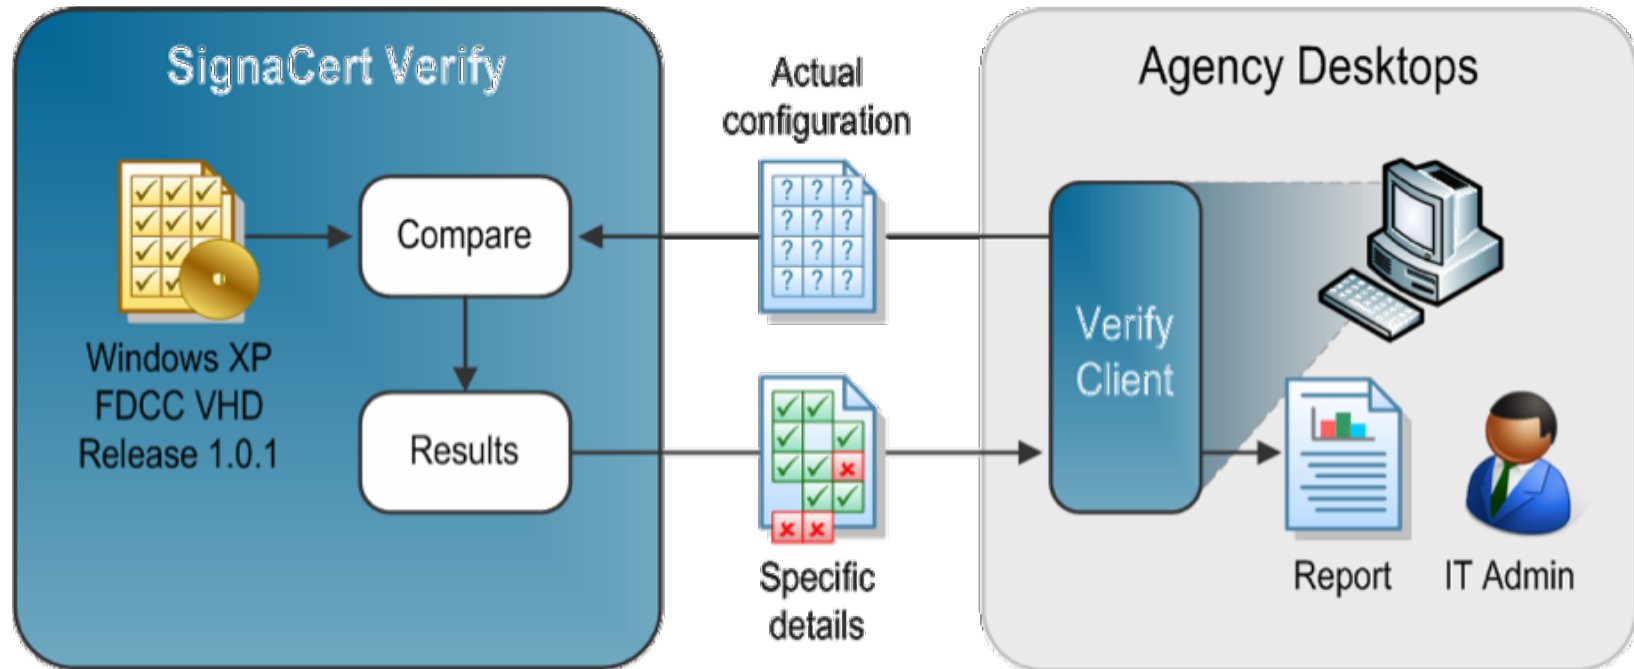 SignaCert Verify
Windows XP
FDCC VHD
Release 1.0.1
Compare
Results
Actual
configuration
Specific
details
Agency Desktops
Verify
Client
Report
IT Admin